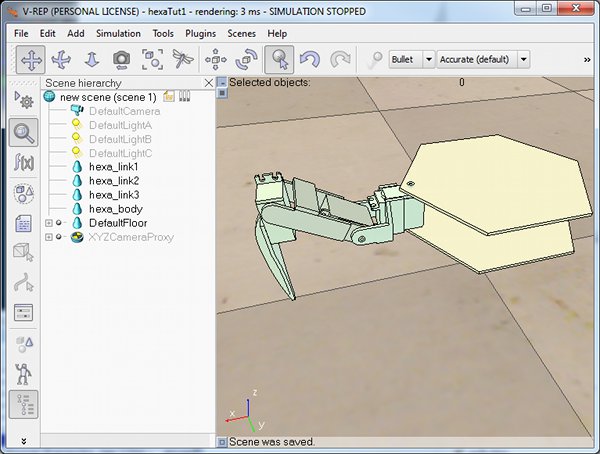 V-REP (PERSONAL LICENSE) - hexaTut1 - rendering: 3 ms - SIMULATION STOPPED
File Edit Add Simulation Tools Plugins Scenes Help
Bullet Accurate (default) »
Scene hierarchy
Selected objects: 0
new scene (scene 1)
DefaultCamera
DefaultLightA
DefaultLightB
DefaultLightC
hexa_link1
hexa_link2
hexa_link3
hexa_body
DefaultFloor
XYZCameraProxy
f(x)
z
x
y
Scene was saved.